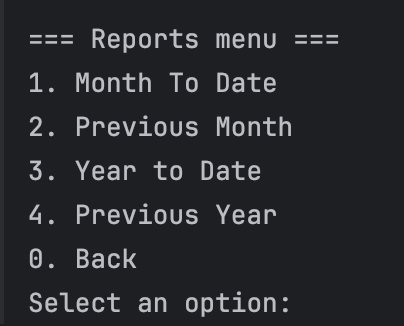 === Reports menu ===
1. Month To Date
2. Previous Month
3. Year to Date
4. Previous Year
0. Back
Select an option: